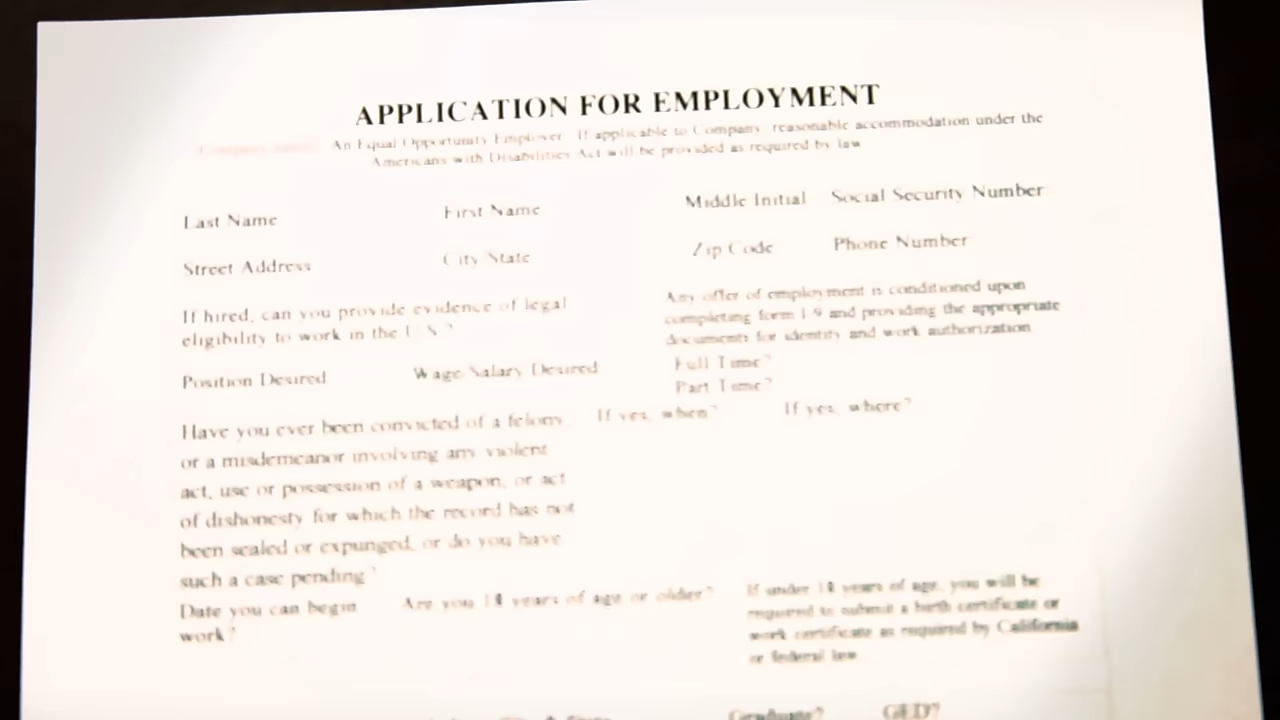 APPLICATION FOR EMPLOYMENT
An Equal Opportunity Employer. If applicable to Company, reasonable accommodation under the
Americans with Disabilities Act will be provided as required by law
Last Name First Name Middle Initial Social Security Number
Street Address City State Zip Code Phone Number
If hired, can you provide evidence of legal
eligibility to work in the U.S.?
Any offer of employment is conditioned upon
completing form I-9 and providing the appropriate
documents for identity and work authorization
Position Desired Wage/Salary Desired Full Time?
Part Time?
Have you ever been convicted of a felony If yes, when? If yes, where?
or a misdemeanor involving any violent
act, use or possession of a weapon, or act
of dishonesty for which the record has not
been sealed or expunged, or do you have
such a case pending?
Date you can begin
work?
Are you 18 years of age or older?
If under 18 years of age, you will be
required to submit a birth certificate or
work certificate as required by California
or federal law
Graduate? GED?